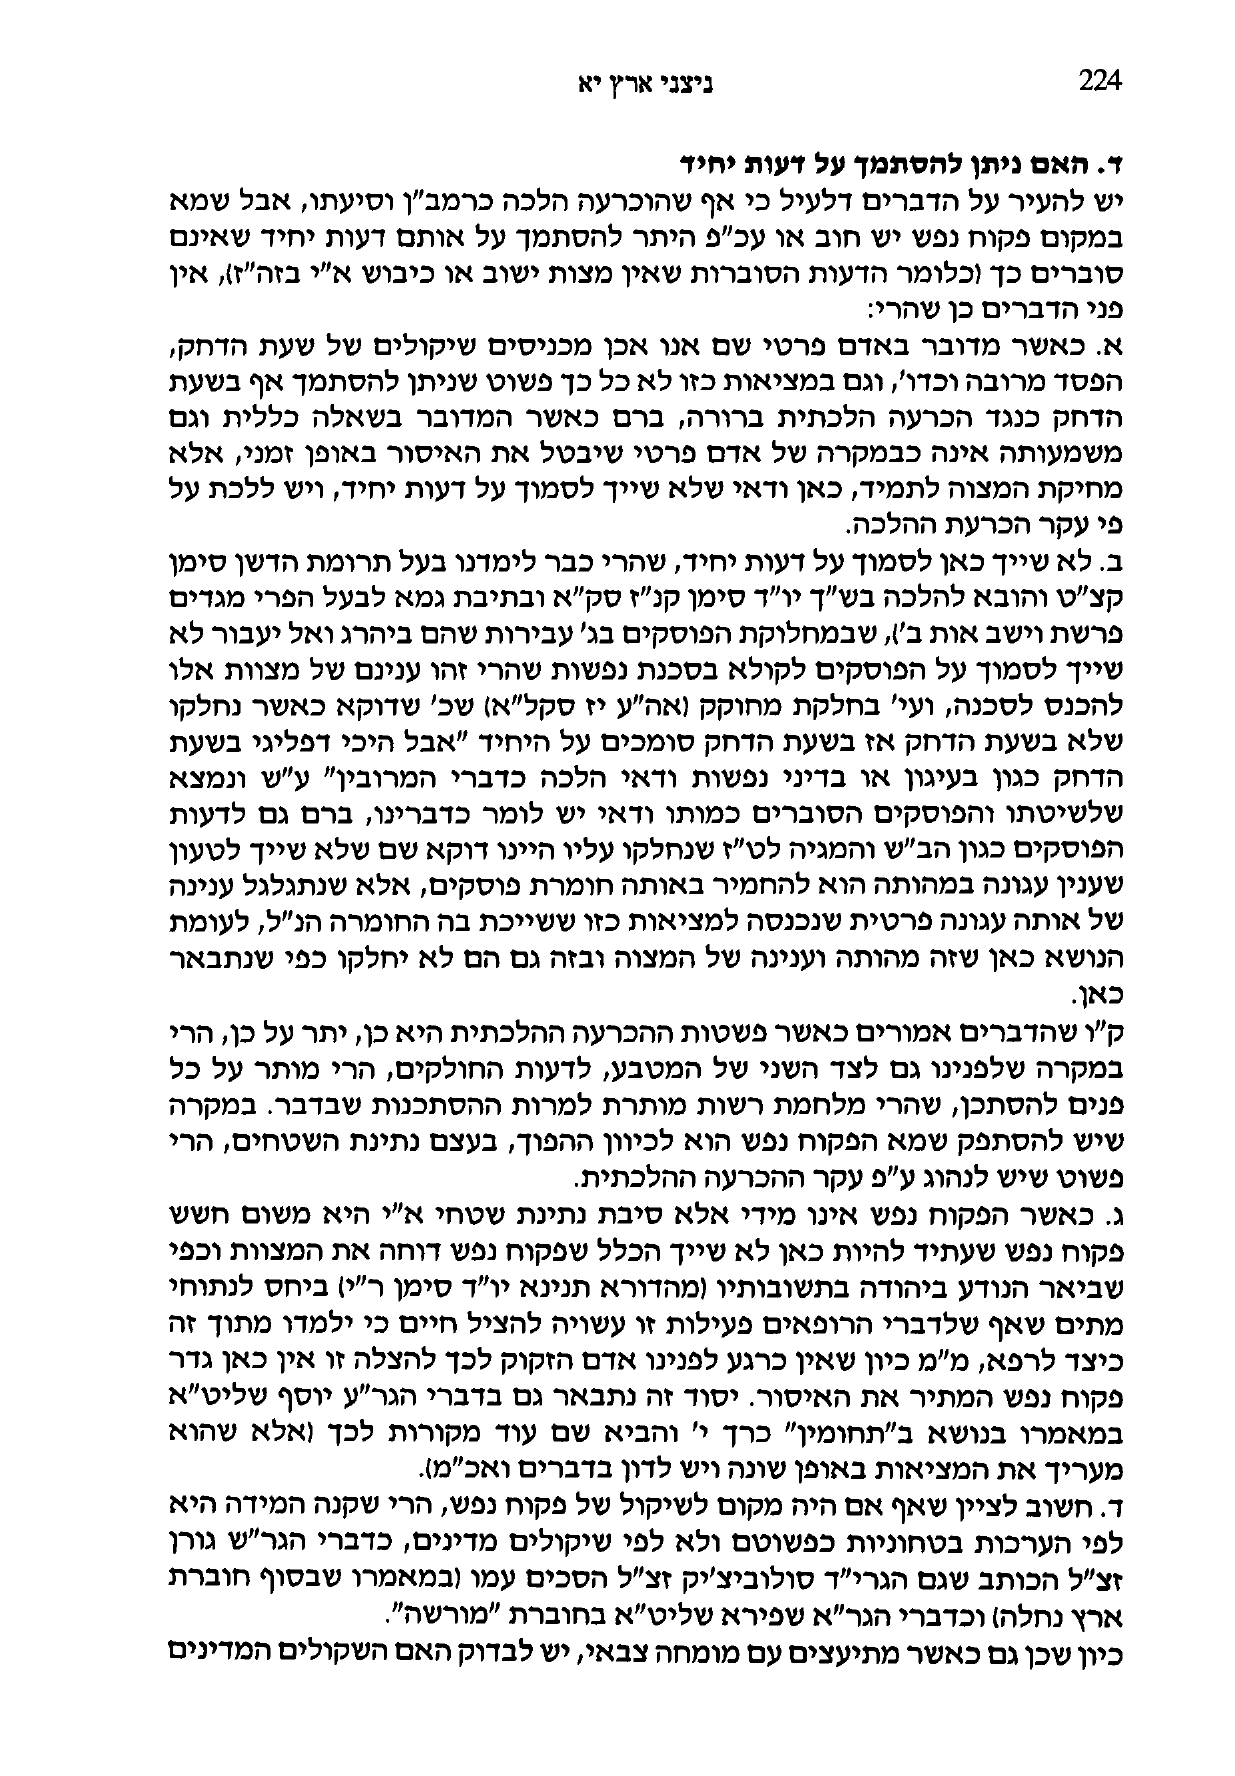 224
ניצני ארץ יא
ד. האם ניתן להסתמך על דעות יחיד
יש להעיר על הדברים דלעיל כי אף שהוכרעה הלכה כרמב"ן וסיעתו, אבל שמא
במקום פקוח נפש יש חוב או עכ"פ היתר להסתמך על אותם דעות יחיד שאינם
סוברים כך (כלומר הדעות הסוברות שאין מצות ישוב או כיבוש א"י בזה"ז), אין
פני הדברים כן שהרי:
א. כאשר מדובר באדם פרטי שם אנו אכן מכניסים שיקולים של שעת הדחק,
הפסד מרובה וכדו', וגם במציאות כזו לא כל כך פשוט שניתן להסתמך אף בשעת
הדחק כנגד הכרעה הלכתית ברורה, ברם כאשר המדובר בשאלה כללית וגם
משמעותה אינה כבמקרה של אדם פרטי שיבטל את האיסור באופן זמני, אלא
מחיקת המצוה לתמיד, כאן ודאי שלא שייך לסמוך על דעות יחיד, ויש ללכת על
פי עקר הכרעת ההלכה.
ב. לא שייך כאן לסמוך על דעות יחיד, שהרי כבר לימדנו בעל תרומת הדשן סימן
קצ"ט והובא להלכה בש"ך יו"ד סימן קנ"ז סק"א ובתיבת גמא לבעל הפרי מגדים
פרשת וישב אות ב'), שבמחלוקת הפוסקים בג' עבירות שהם ביהרג ואל יעבור לא
שייך לסמוך על הפוסקים לקולא בסכנת נפשות שהרי זהו ענינם של מצוות אלו
להכנס לסכנה, ועי' בחלקת מחוקק (אה"ע יז סקל"א) שכ' שדוקא כאשר נחלקו
שלא בשעת הדחק אז בשעת הדחק סומכים על היחיד "אבל היכי דפליגי בשעת
הדחק כגון בעיגון או בדיני נפשות ודאי הלכה כדברי המרובין" ע"ש ונמצא
שלשיטתו והפוסקים הסוברים כמותו ודאי יש לומר כדברינו, ברם גם לדעות
הפוסקים כגון הב"ש והמגיה לט"ז שנחלקו עליו היינו דוקא שם שלא שייך לטעון
שענין עגונה במהותה הוא להחמיר באותה חומרת פוסקים, אלא שנתגלגל ענינה
של אותה עגונה פרטית שנכנסה למציאות כזו ששייכת בה החומרה הנ"ל, לעומת
הנושא כאן שזה מהותה וענינה של המצוה ובזה גם הם לא יחלקו כפי שנתבאר
כאן.
ק"ו שהדברים אמורים כאשר פשטות ההכרעה ההלכתית היא כן, יתר על כן, הרי
במקרה שלפנינו גם לצד השני של המטבע, לדעות החולקים, הרי מותר על כל
פנים להסתכן, שהרי מלחמת רשות מותרת למרות ההסתכנות שבדבר. במקרה
שיש להסתפק שמא הפקוח נפש הוא לכיוון ההפוך, בעצם נתינת השטחים, הרי
פשוט שיש לנהוג ע"פ עקר ההכרעה ההלכתית.
ג. כאשר הפקוח נפש אינו מידי אלא סיבת נתינת שטחי א"י היא משום חשש
פקוח נפש שעתיד להיות כאן לא שייך הכלל שפקוח נפש דוחה את המצוות וכפי
שביאר הנודע ביהודה בתשובותיו (מהדורא תנינא יו"ד סימן ר"י) ביחס לנתוחי
מתים שאף שלדברי הרופאים פעילות זו עשויה להציל חיים כי ילמדו מתוך זה
כיצד לרפא, מ"מ כיון שאין כרגע לפנינו אדם הזקוק לכך להצלה זו אין כאן גדר
פקוח נפש המתיר את האיסור. יסוד זה נתבאר גם בדברי הגר"ע יוסף שליט"א
במאמרו בנושא ב"תחומין" כרך י' והביא שם עוד מקורות לכך (אלא שהוא
מעריך את המציאות באופן שונה ויש לדון בדברים ואכ"מ).
ד. חשוב לציין שאף אם היה מקום לשיקול של פקוח נפש, הרי שקנה המידה היא
לפי הערכות בטחוניות כפשוטם ולא לפי שיקולים מדינים, כדברי הגר"ש גורן
זצ"ל הכותב שגם הגרי"ד סולוביצ'יק זצ"ל הסכים עמו (במאמרו שבסוף חוברת
ארץ נחלה) וכדברי הגר"א שפירא שליט"א בחוברת "מורשה".
כיון שכן גם כאשר מתיעצים עם מומחה צבאי, יש לבדוק האם השקולים המדינים